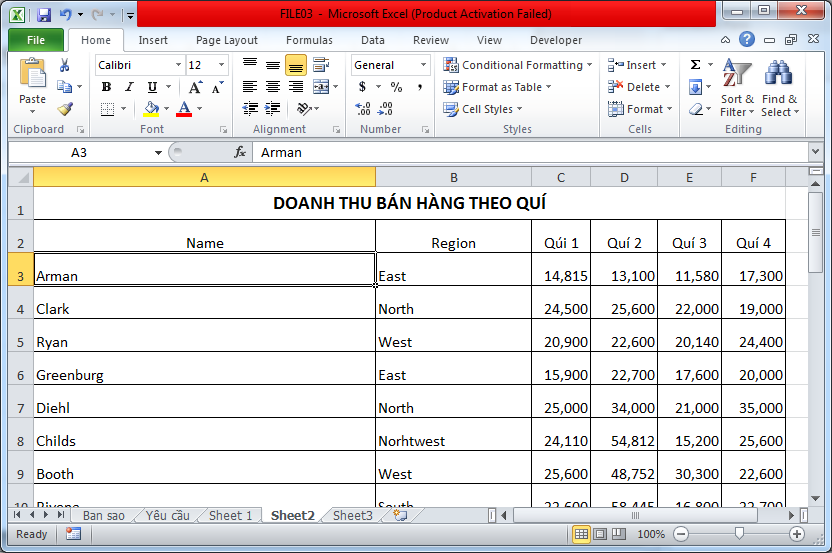 FILE03 - Microsoft Excel (Product Activation Failed)
File Home Insert Page Layout Formulas Data Review View Developer
Calibri 12 General Conditional Formatting Insert Σ
Paste B I U A A $ % , Format as Table Delete Sort & Filter Find & Select
A Cell Styles Format
Clipboard Font Alignment Number Styles Cells Editing
A3 fx Arman
A B C D E F
1 DOANH THU BÁN HÀNG THEO QUÍ
2 Name Region Qúi 1 Quí 2 Quí 3 Quí 4
3 Arman East 14,815 13,100 11,580 17,300
4 Clark North 24,500 25,600 22,000 19,000
5 Ryan West 20,900 22,600 20,140 24,400
6 Greenburg East 15,900 22,700 17,600 20,000
7 Diehl North 25,000 34,000 21,000 35,000
8 Childs Norhtwest 24,110 54,812 15,200 25,600
9 Booth West 25,600 48,752 30,300 22,600
10 South 22,600 58,445 16,800 22,700
Ban sao Yêu cầu Sheet 1 Sheet2 Sheet3
Ready 100%